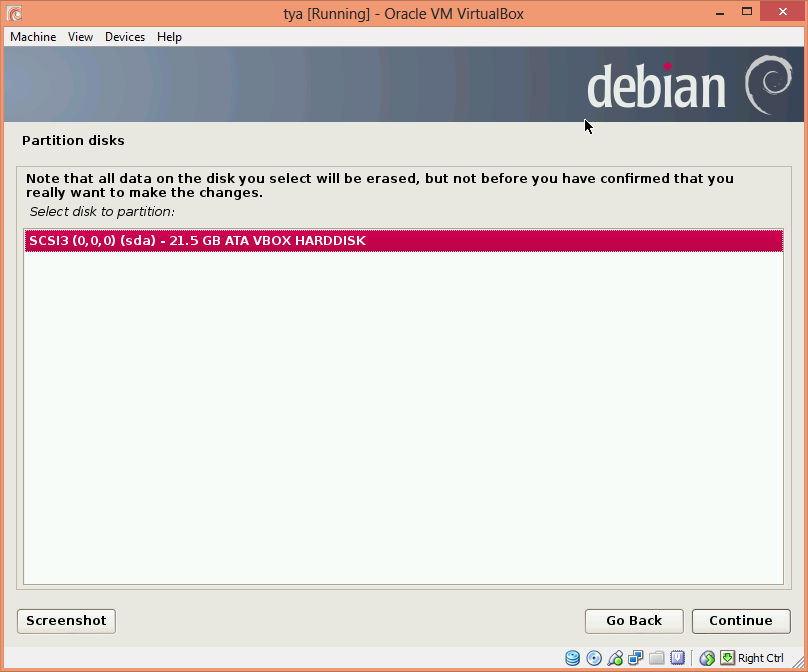 tya [Running] - Oracle VM VirtualBox
Machine View Devices Help
debian
Partition disks
Note that all data on the disk you select will be erased, but not before you have confirmed that you
really want to make the changes.
Select disk to partition:
SCSI3 (0,0,0) (sda) - 21.5 GB ATA VBOX HARDDISK
Screenshot Go Back Continue
Right Ctrl